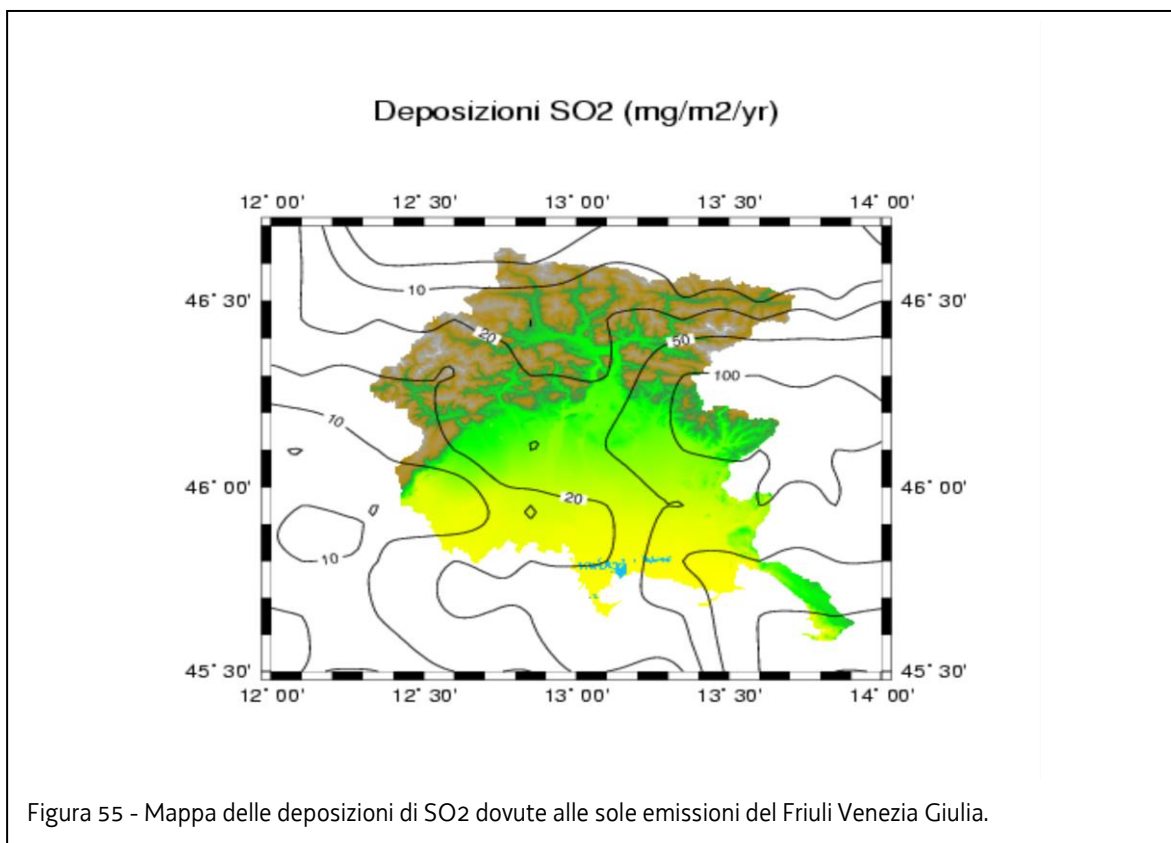 Deposizioni SO2 (mg/m2/yr)
12° 00' 12° 30' 13° 00' 13° 30' 14° 00'
46° 30' 46° 30'
10
20
50
100
10
46° 00' 46° 00'
20
10
45° 30' 45° 30'
12° 00' 12° 30' 13° 00' 13° 30' 14° 00'
Figura 55 - Mappa delle deposizioni di SO2 dovute alle sole emissioni del Friuli Venezia Giulia.